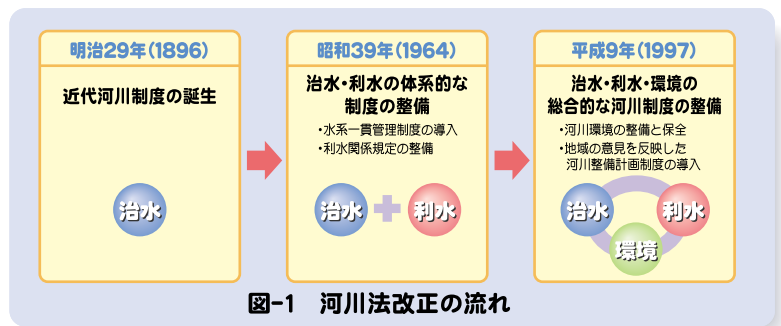 明治29年(1896)
近代河川制度の誕生
治水
昭和39年(1964)
治水・利水の体系的な
制度の整備
・水系一貫管理制度の導入
・利水関係規定の整備
治水
利水
平成9年(1997)
治水・利水・環境の
総合的な河川制度の整備
・河川環境の整備と保全
・地域の意見を反映した
河川整備計画制度の導入
治水
利水
環境
図-1 河川法改正の流れ